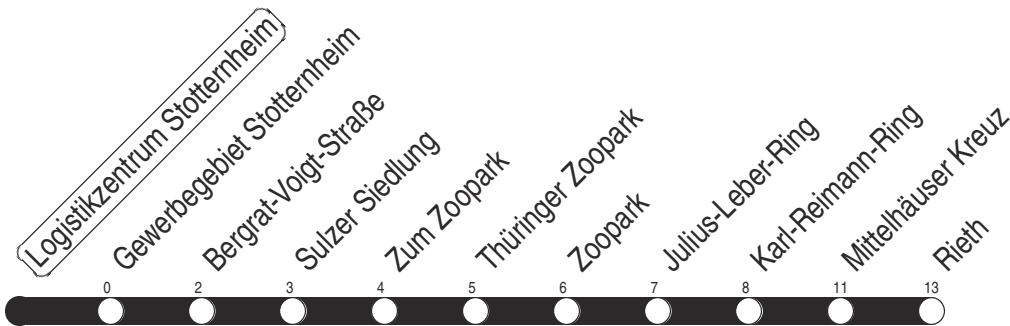 Logistikzentrum Stotternheim
Gewerbegebiet Stotternheim
Bergrat-Voigt-Straße
Sulzer Siedlung
Zum Zoopark
Thüringer Zoopark
Zoopark
Julius-Leber-Ring
Karl-Reimann-Ring
Mittelhäuser Kreuz
Rieth
0 2 3 4 5 6 7 8 11 13